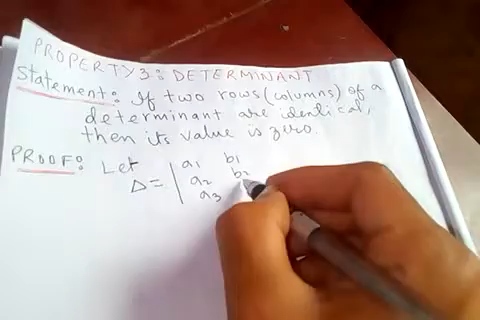 PROPERTY 3: DETERMINANT
Statement: If two rows (columns) of a
determinant are identical,
then its value is zero.
PROOF: Let
Δ = | a1 b1
a2 b2
a3